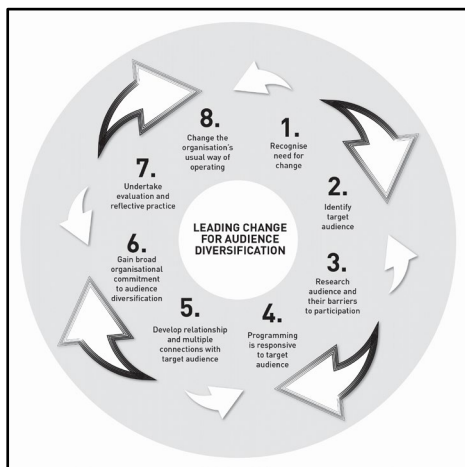 LEADING CHANGE
FOR AUDIENCE
DIVERSIFICATION
1.
Recognise
need for
change
2.
Identify
target
audience
3.
Research
audience and
their barriers
to participation
4.
Programming
is responsive
to target
audience
5.
Develop relationship
and multiple
connections with
target audience
6.
Gain broad
organisational
commitment
to audience
diversification
7.
Undertake
evaluation and
reflective practice
8.
Change the
organisation's
usual way of
operating